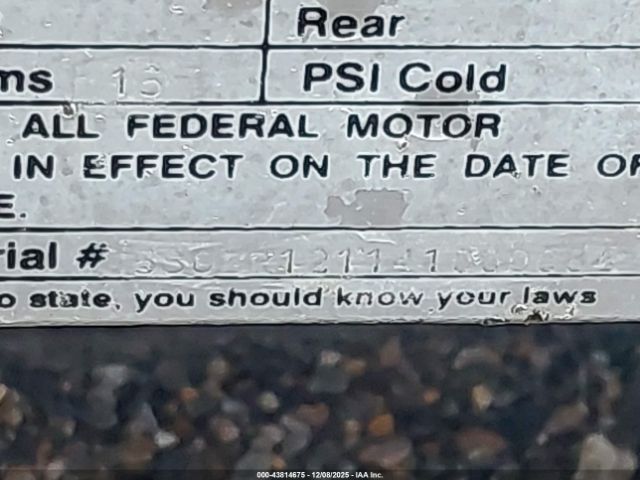 Rear
ms 15 PSI Cold
ALL FEDERAL MOTOR
IN EFFECT ON THE DATE OF
E.
rial #
o state, you should know your laws
000-43814675 - 12/08/2025 - IAA Inc.